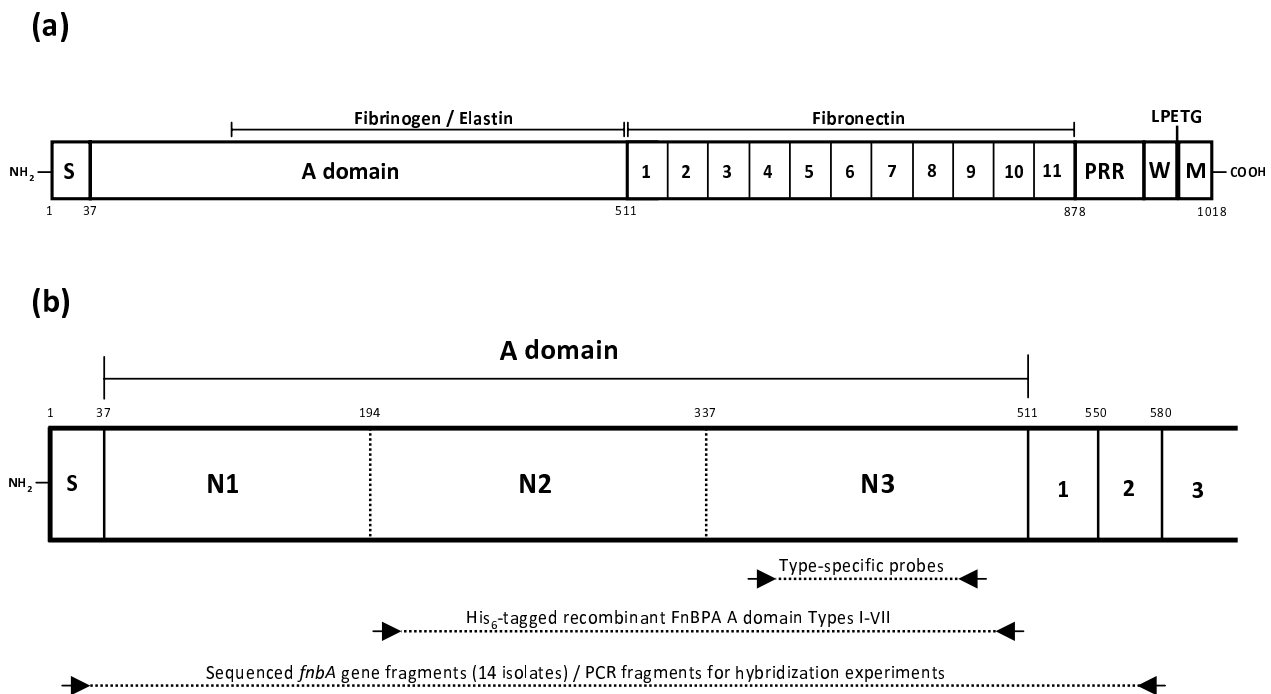 (a)
LPETG
Fibrinogen / Elastin Fibronectin
NH2 S A domain 1 2 3 4 5 6 7 8 9 10 11 PRR W M COOH
1 37 511 878 1018
(b)
A domain
1 37 194 337 511 550 580
NH2 S N1 N2 N3 1 2 3
Type-specific probes
His6-tagged recombinant FnBPA A domain Types I-VII
Sequenced fnbA gene fragments (14 isolates) / PCR fragments for hybridization experiments